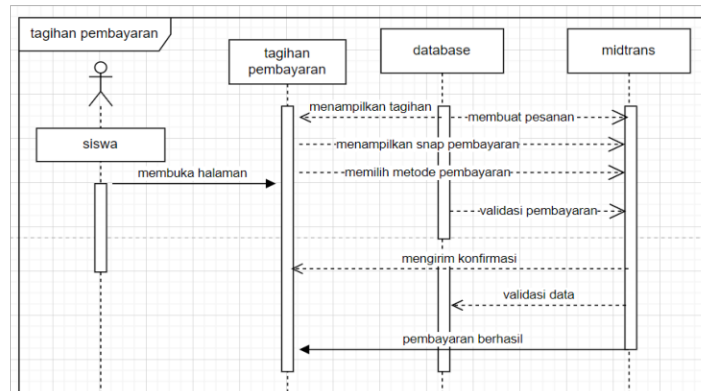 tagihan pembayaran
tagihan
pembayaran
database
midtrans
siswa
menampilkan tagihan
membuat pesanan
menampilkan snap pembayaran
membuka halaman
memilih metode pembayaran
validasi pembayaran
mengirim konfirmasi
validasi data
pembayaran berhasil